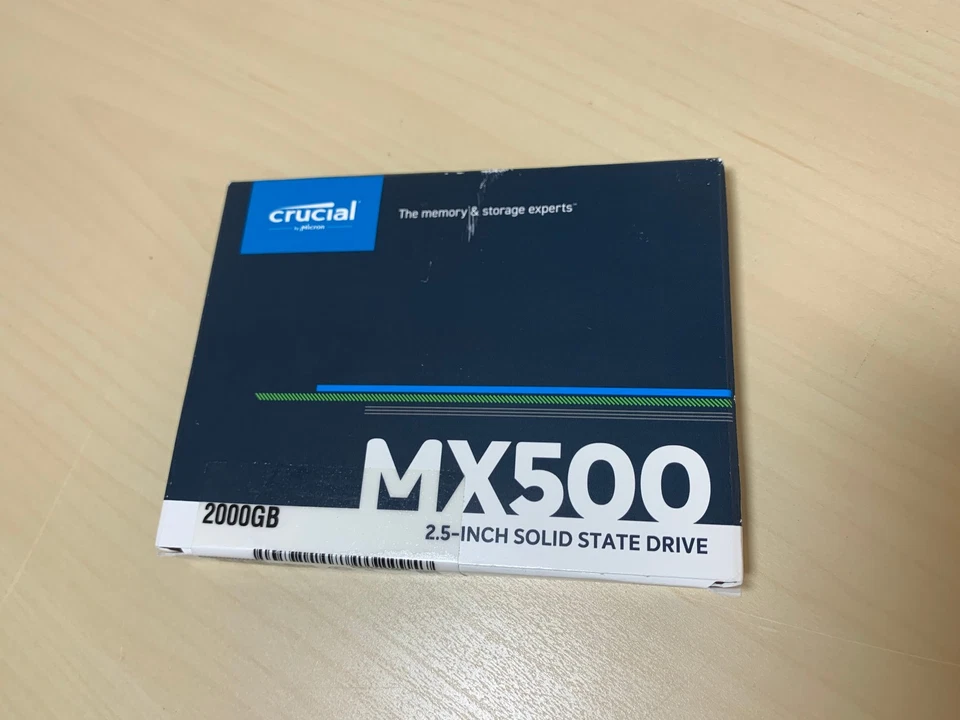 crucial
by Micron
The memory & storage experts™
MX500
2000GB
2.5-INCH SOLID STATE DRIVE